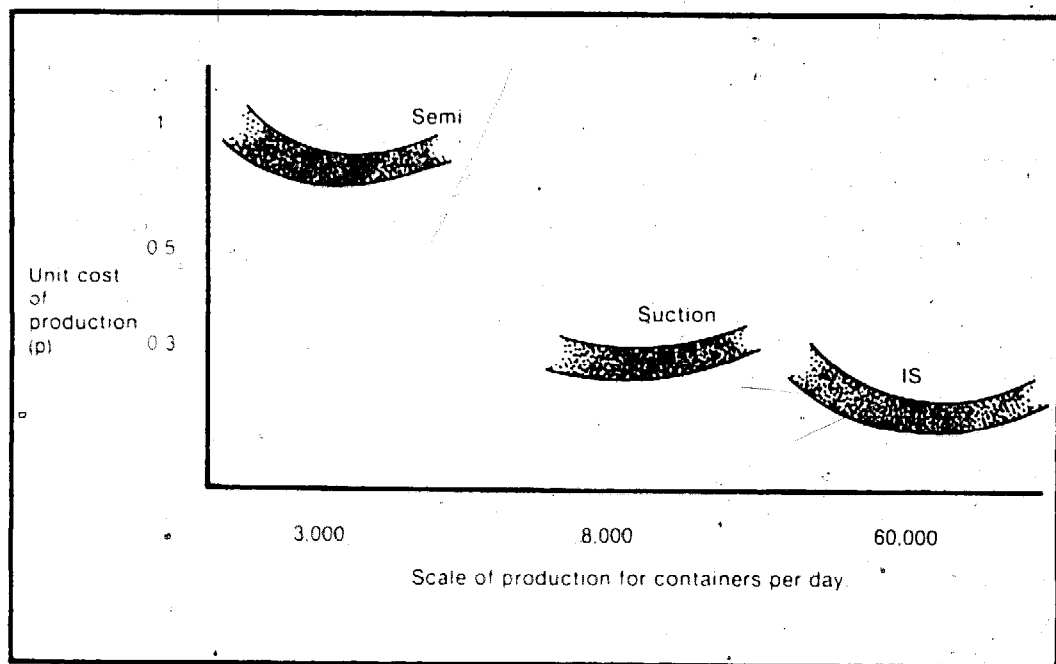 Semi
1
0.5
Unit cost
of
production
(p)
Suction
0.3
IS
3,000
8,000
60,000
Scale of production for containers per day